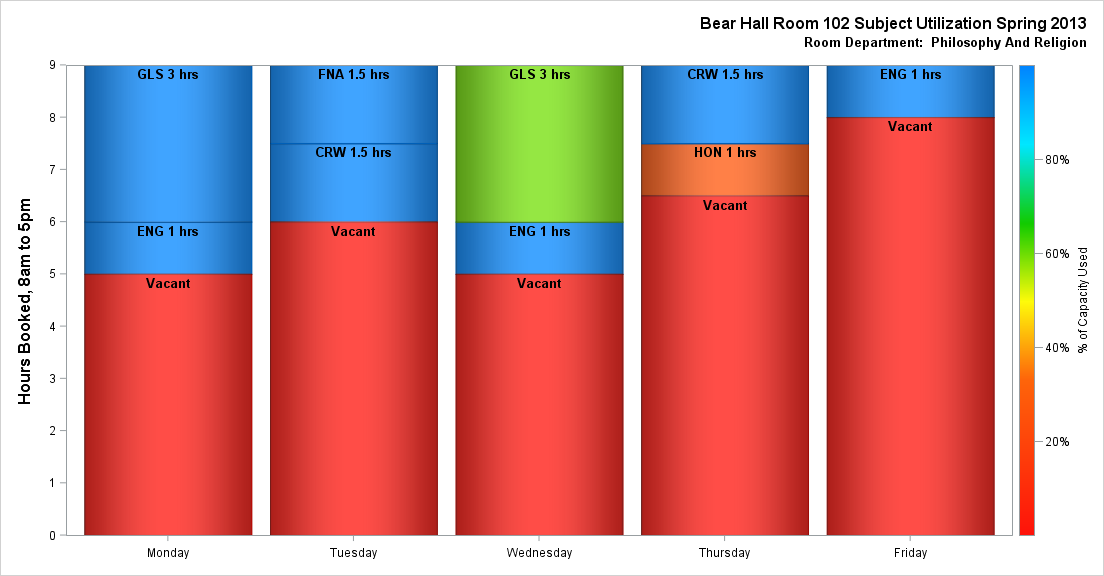 Bear Hall Room 102 Subject Utilization Spring 2013
Room Department:  Philosophy And Religion
Hours Booked, 8am to 5pm
9
8
7
6
5
4
3
2
1
0
GLS 3 hrs
ENG 1 hrs
Vacant
FNA 1.5 hrs
CRW 1.5 hrs
Vacant
GLS 3 hrs
ENG 1 hrs
Vacant
CRW 1.5 hrs
HON 1 hrs
Vacant
ENG 1 hrs
Vacant
Monday
Tuesday
Wednesday
Thursday
Friday
80%
60%
40%
20%
% of Capacity Used